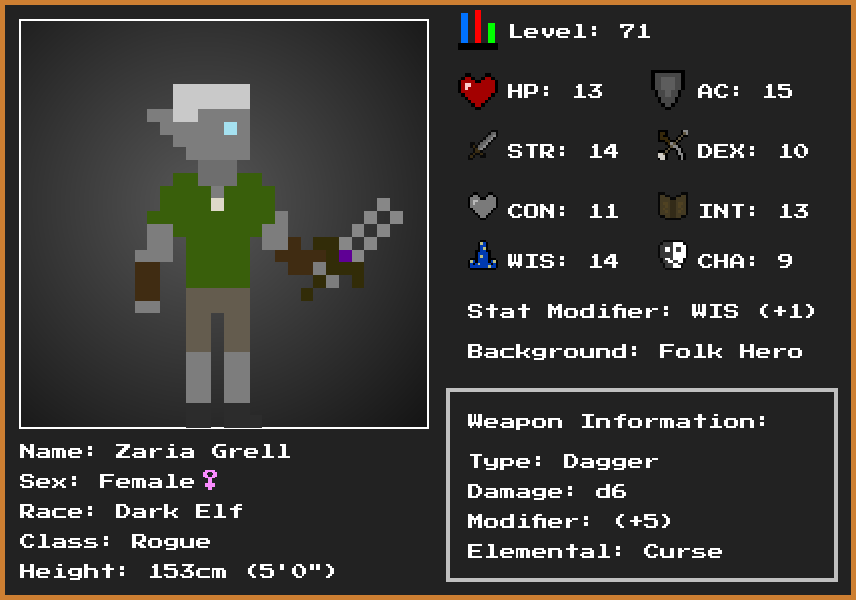 Level: 71
HP: 13
AC: 15
STR: 14
DEX: 10
CON: 11
INT: 13
WIS: 14
CHA: 9
Stat Modifier: WIS (+1)
Background: Folk Hero
Weapon Information:
Type: Dagger
Damage: d6
Modifier: (+5)
Elemental: Curse
Name: Zaria Grell
Sex: Female♀
Race: Dark Elf
Class: Rogue
Height: 153cm (5'0")